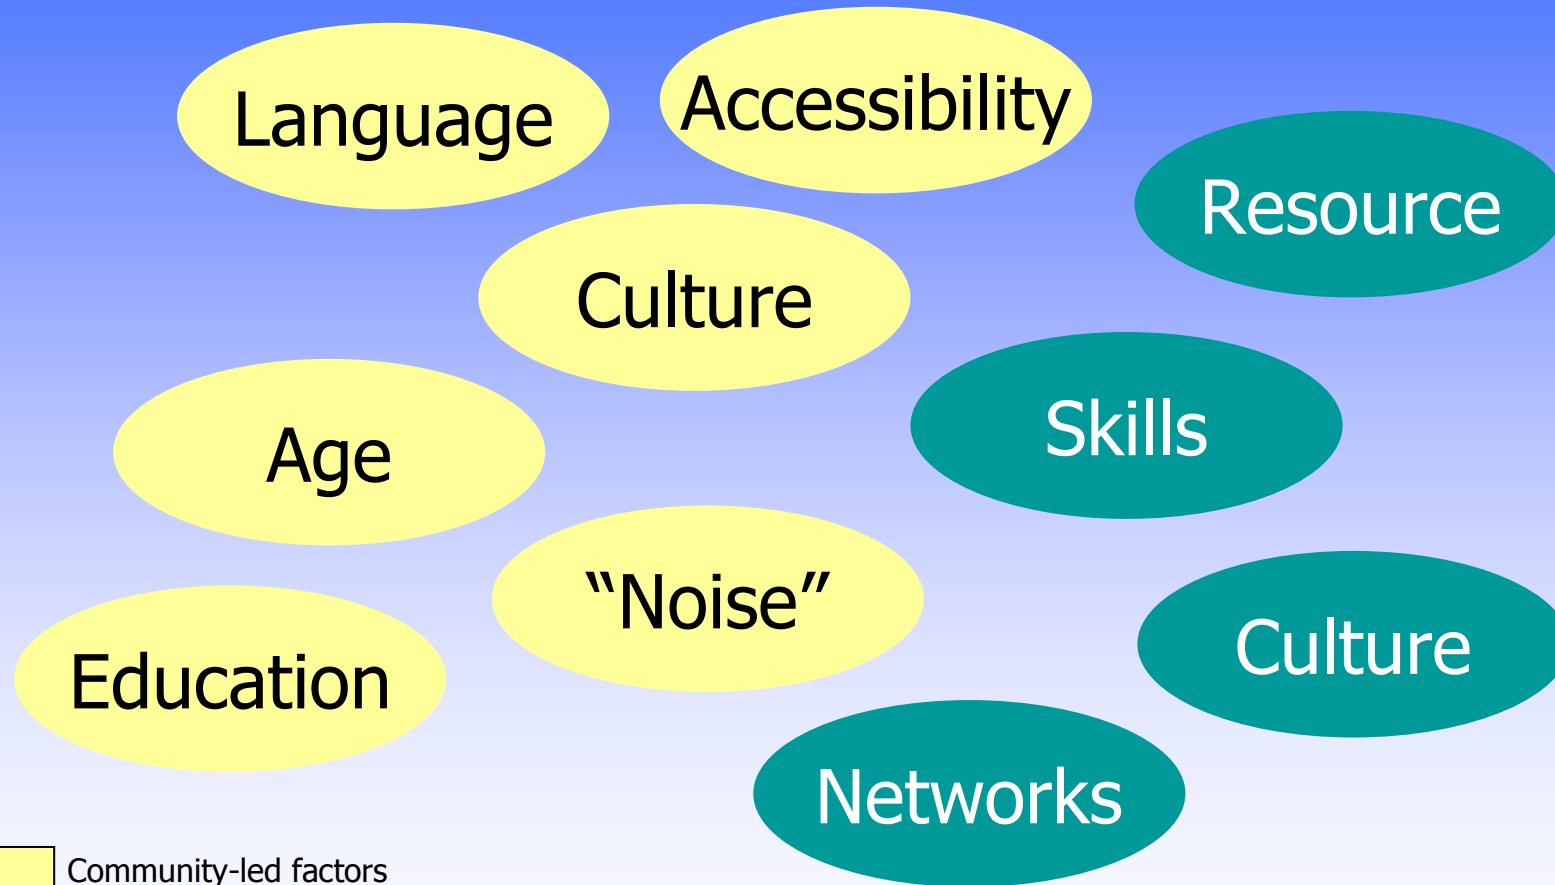 Language
Accessibility
Resource
Culture
Skills
Age
“Noise”
Culture
Education
Networks
Community-led factors